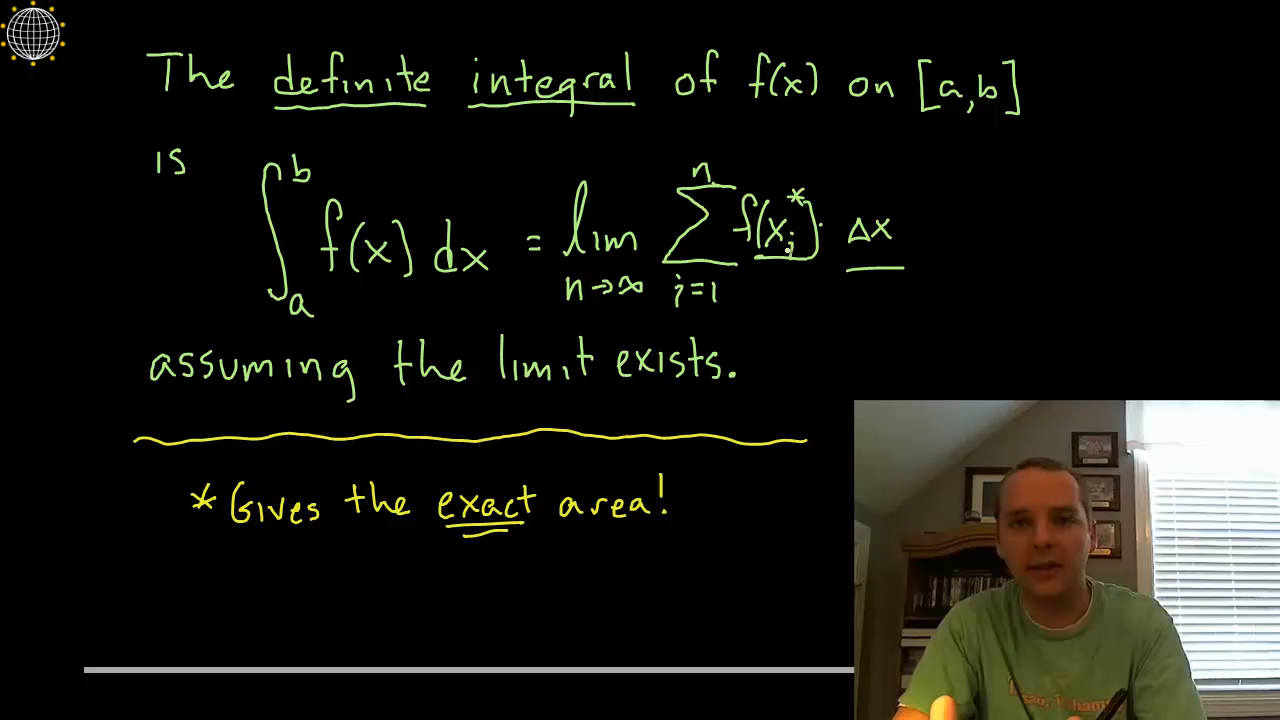 The definite integral of f(x) on [a,b]
is
∫_a^b f(x) dx = lim_{n→∞} ∑_{i=1}^n f(x_i^*) · Δx
assuming the limit exists.
* Gives the exact area!